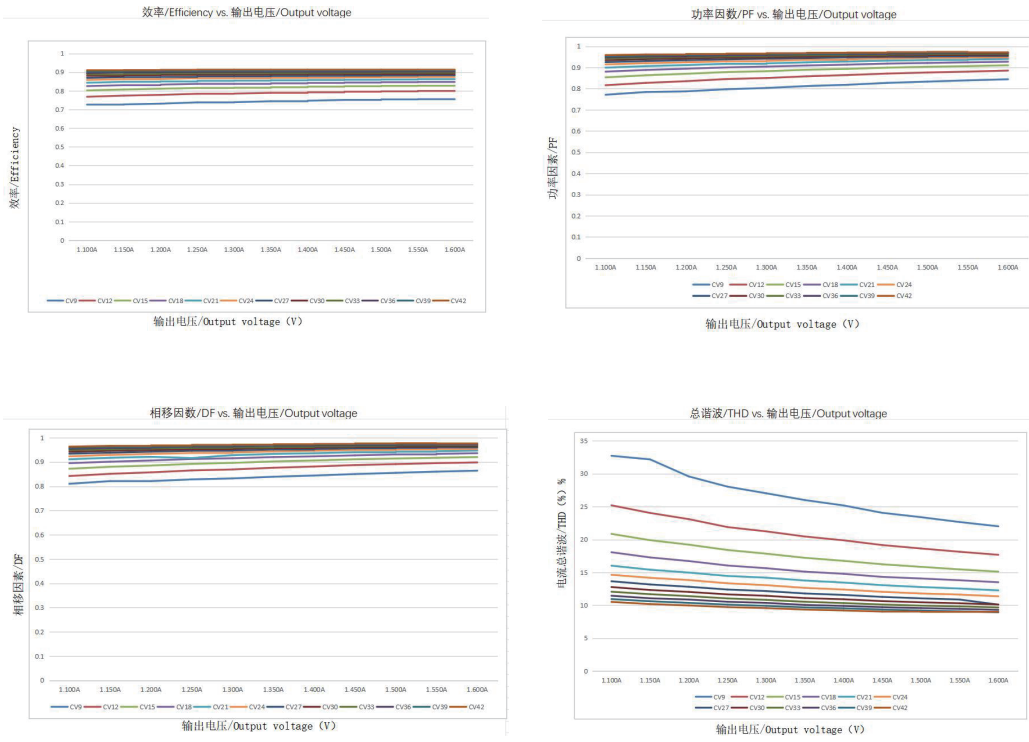 效率/Efficiency vs. 输出电压/Output voltage
1
0.9
0.8
0.7
0.6
0.5
0.4
0.3
0.2
0.1
0
效率/Efficiency
1.100A 1.150A 1.200A 1.250A 1.300A 1.350A 1.400A 1.450A 1.500A 1.550A 1.600A
CV9 CV12 CV15 CV18 CV21 CV24 CV27 CV30 CV33 CV36 CV39 CV42
输出电压/Output voltage (V)
功率因数/PF vs. 输出电压/Output voltage
1
0.9
0.8
0.7
0.6
0.5
0.4
0.3
0.2
0.1
0
功率因素/PF
1.100A 1.150A 1.200A 1.250A 1.300A 1.350A 1.400A 1.450A 1.500A 1.550A 1.600A
CV9 CV12 CV15 CV18 CV21 CV24
CV27 CV30 CV33 CV36 CV39 CV42
输出电压/Output voltage (V)
相移因数/DF vs. 输出电压/Output voltage
1
0.9
0.8
0.7
0.6
0.5
0.4
0.3
0.2
0.1
0
相移因素/DF
1.100A 1.150A 1.200A 1.250A 1.300A 1.350A 1.400A 1.450A 1.500A 1.550A 1.600A
CV9 CV12 CV15 CV18 CV21 CV24 CV27 CV30 CV33 CV36 CV39 CV42
输出电压/Output voltage (V)
总谐波/THD vs. 输出电压/Output voltage
35
30
25
20
15
10
5
0
电流总谐波/THD (%) %
1.100A 1.150A 1.200A 1.250A 1.300A 1.350A 1.400A 1.450A 1.500A 1.550A 1.600A
CV9 CV12 CV15 CV18 CV21 CV24
CV27 CV30 CV33 CV36 CV39 CV42
输出电压/Output voltage (V)